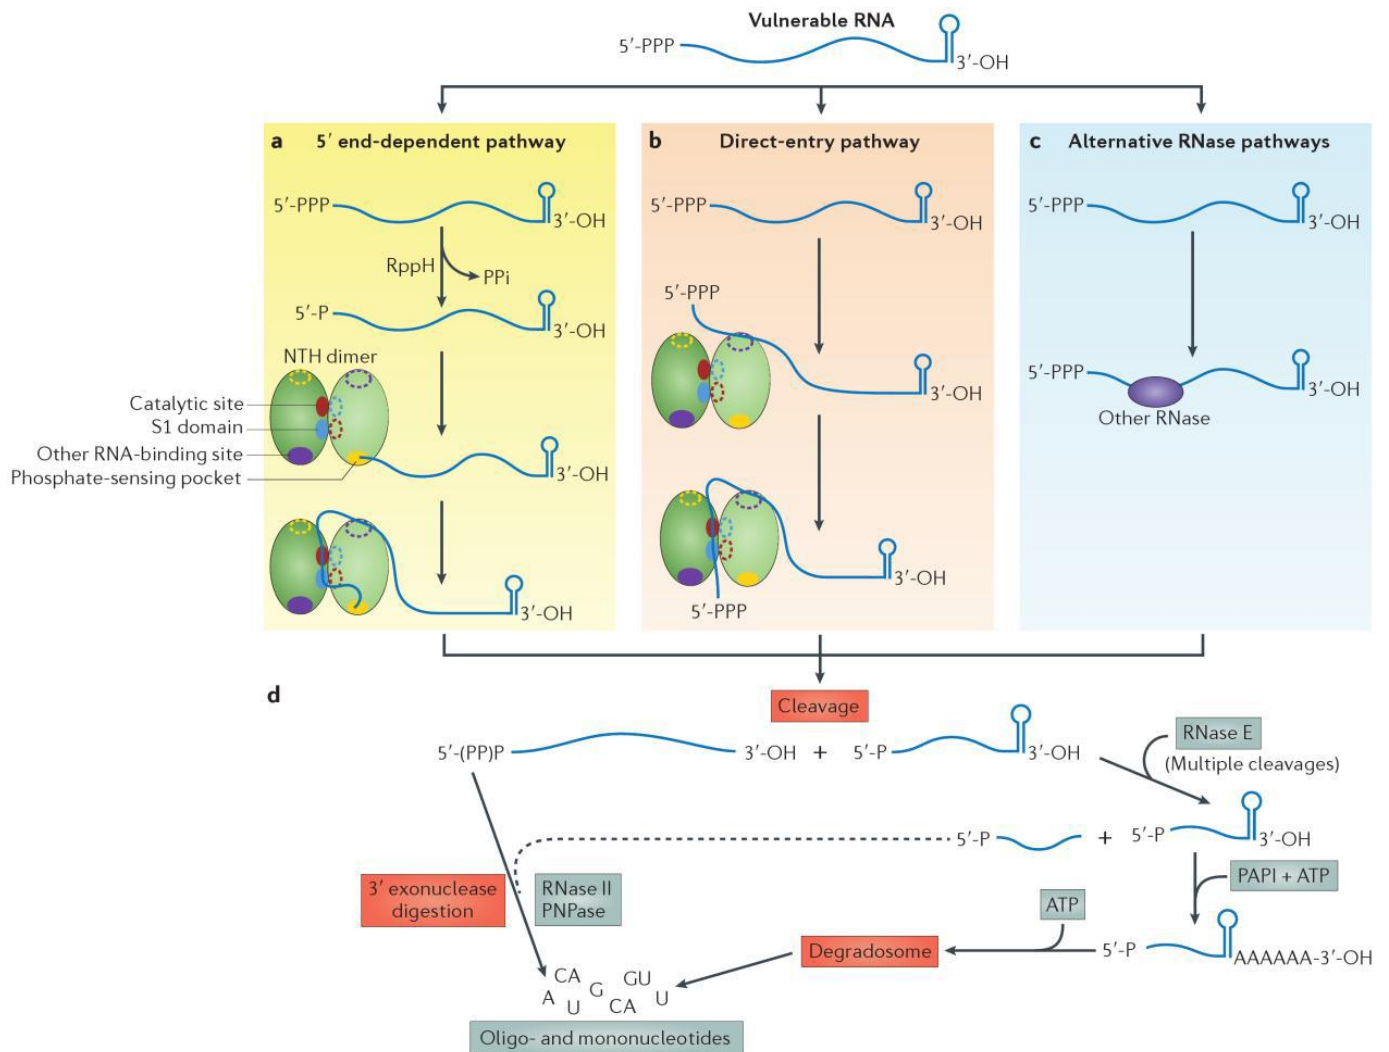 Vulnerable RNA
5′-PPP
3′-OH
a 5′ end-dependent pathway
5′-PPP
3′-OH
RppH
PPi
5′-P
3′-OH
NTH dimer
Catalytic site
S1 domain
Other RNA-binding site
Phosphate-sensing pocket
3′-OH
3′-OH
b Direct-entry pathway
5′-PPP
3′-OH
5′-PPP
3′-OH
3′-OH
5′-PPP
c Alternative RNase pathways
5′-PPP
3′-OH
5′-PPP
3′-OH
Other RNase
d
Cleavage
5′-(PP)P
3′-OH + 5′-P
3′-OH
RNase E
(Multiple cleavages)
5′-P
+ 5′-P
3′-OH
3′ exonuclease
digestion
RNase II
PNPase
PAPI + ATP
ATP
Degradosome
5′-P
AAAAAA-3′-OH
CA GU
A G U
U CA
Oligo- and mononucleotides